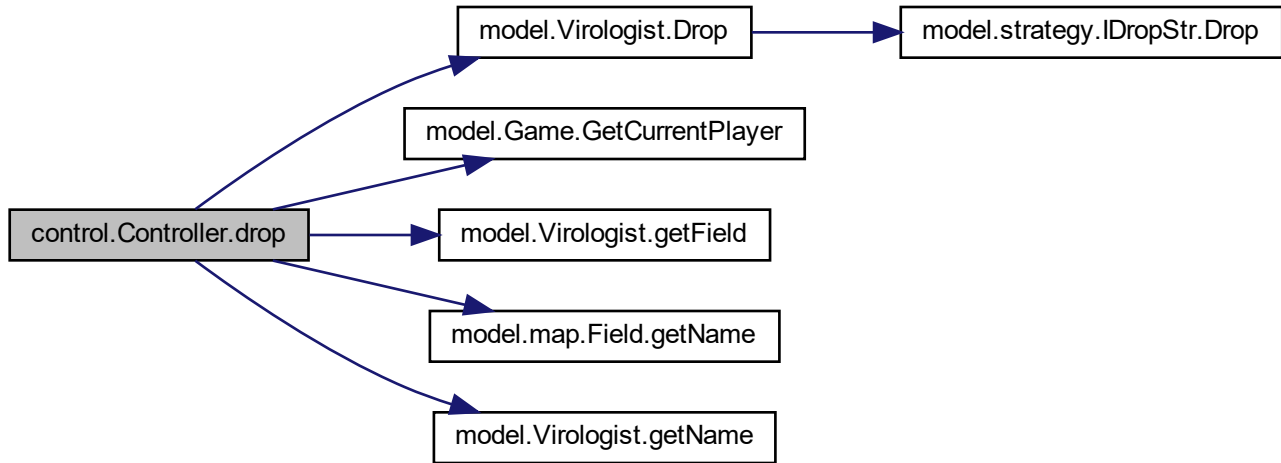 model.Virologist.Drop
model.strategy.IDropStr.Drop
model.Game.GetCurrentPlayer
control.Controller.drop
model.Virologist.getField
model.map.Field.getName
model.Virologist.getName